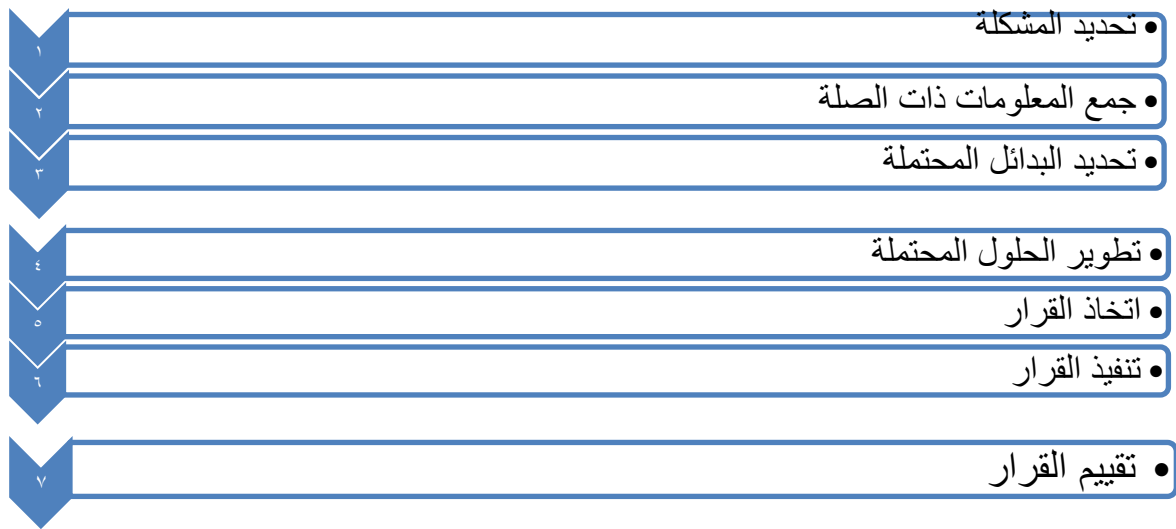 ١
• تحديد المشكلة
٢
• جمع المعلومات ذات الصلة
٣
• تحديد البدائل المحتملة
٤
• تطوير الحلول المحتملة
٥
• اتخاذ القرار
٦
• تنفيذ القرار
٧
• تقييم القرار